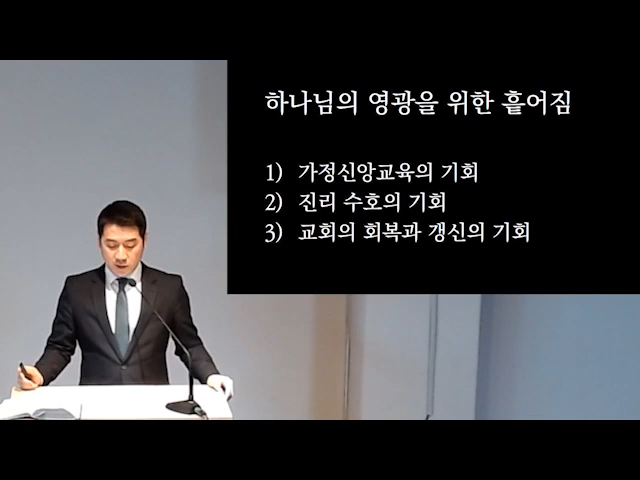 하나님의 영광을 위한 흩어짐
1) 가정신앙교육의 기회
2) 진리 수호의 기회
3) 교회의 회복과 갱신의 기회